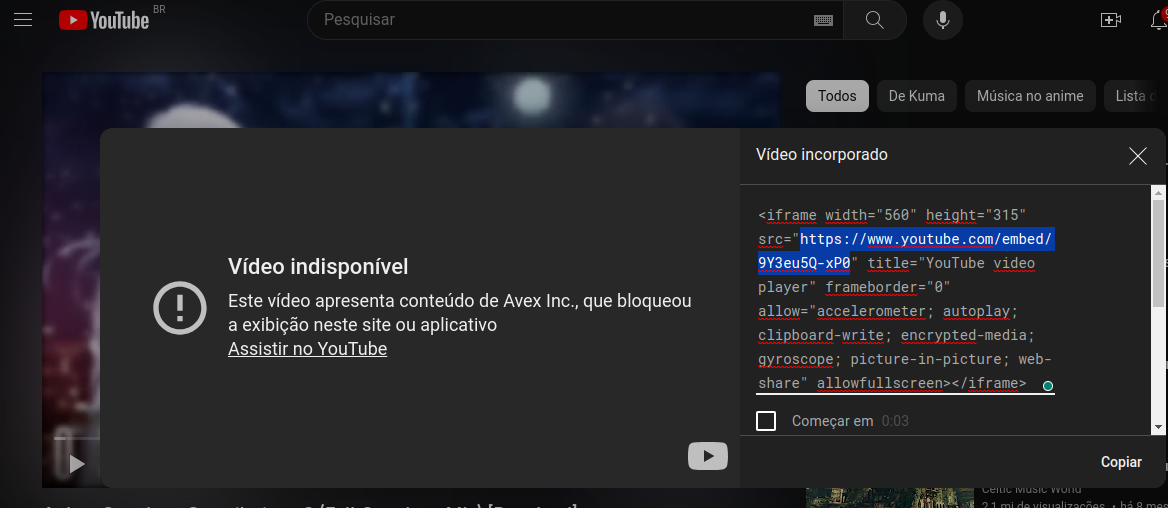 YouTube BR
Pesquisar
Todos
De Kuma
Música no anime
Lista
Vídeo indisponível
Este vídeo apresenta conteúdo de Avex Inc., que bloqueou
a exibição neste site ou aplicativo
Assistir no YouTube
Vídeo incorporado
<iframe width="560" height="315"
src="https://www.youtube.com/embed/
9Y3eu5Q-xP0" title="YouTube video
player" frameborder="0"
allow="accelerometer; autoplay;
clipboard-write; encrypted-media;
gyroscope; picture-in-picture; web-
share" allowfullscreen></iframe>
Começar em 0:03
Copiar
Celtic Music World
2,1 mi de visualizações • há 8